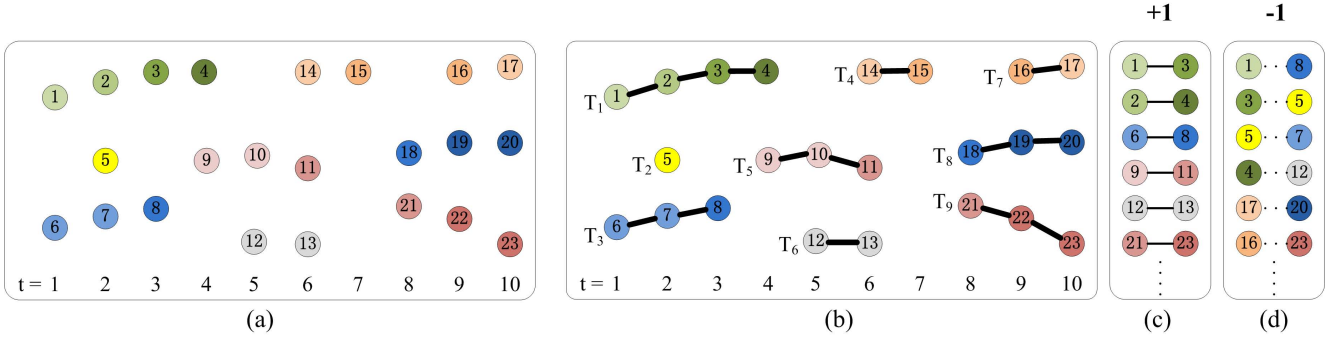 +1 -1
3 4 14 15 16 17
1 2
5 9 10 11 18 19 20
6 7 8 21 22
12 13 23
t = 1 2 3 4 5 6 7 8 9 10
(a)
1 2 3 4 14 15 16 17
T1 T4 T7
5 9 10 11 18 19 20
T2 T5 T8
6 7 8 21 22 23
T3 T9
12 13
T6
t = 1 2 3 4 5 6 7 8 9 10
(b)
1 3
2 4
6 8
9 11
12 13
21 23
(c)
1 8
3 5
5 7
4 12
17 20
16 23
(d)